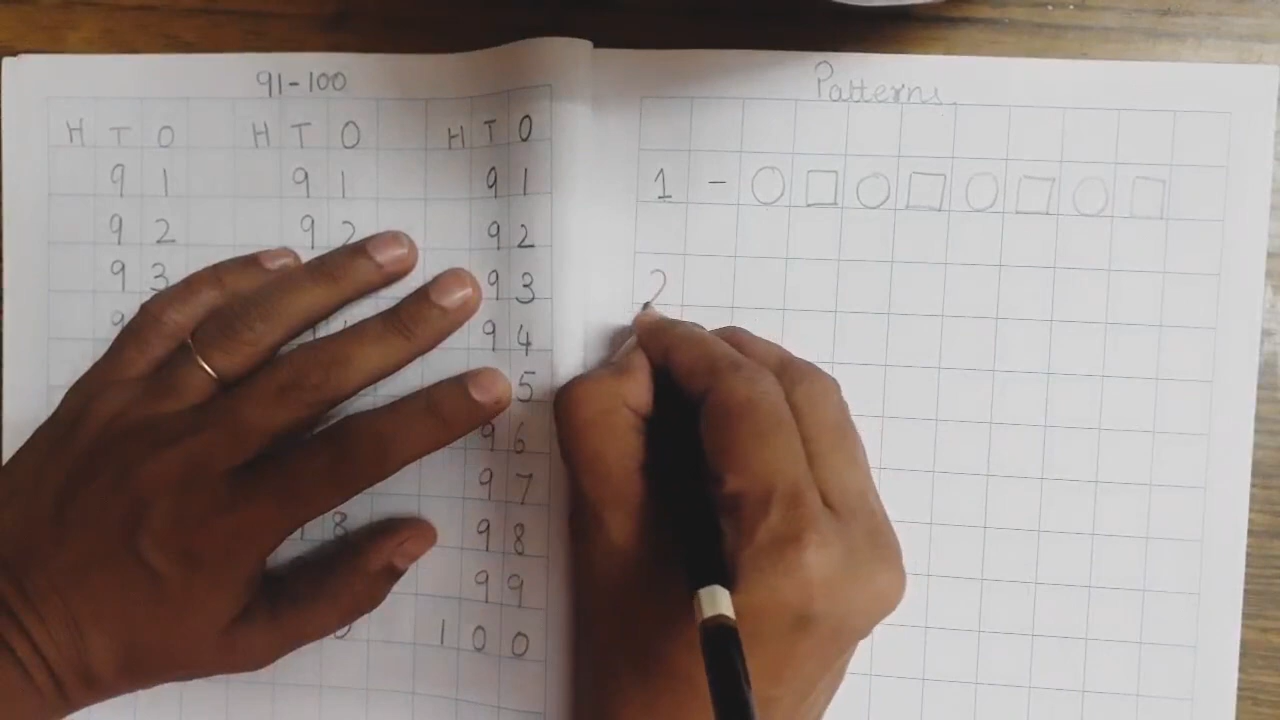 91-100
H T O H T O H T O
9 1 9 1 9 1
9 2 9 2 9 2
9 3 9 3
9 9 4
5
9 6
9 7
8 9 8
9 9
1 0 0
Patterns
1 - ○ □ ○ □ ○ □ ○ □
2